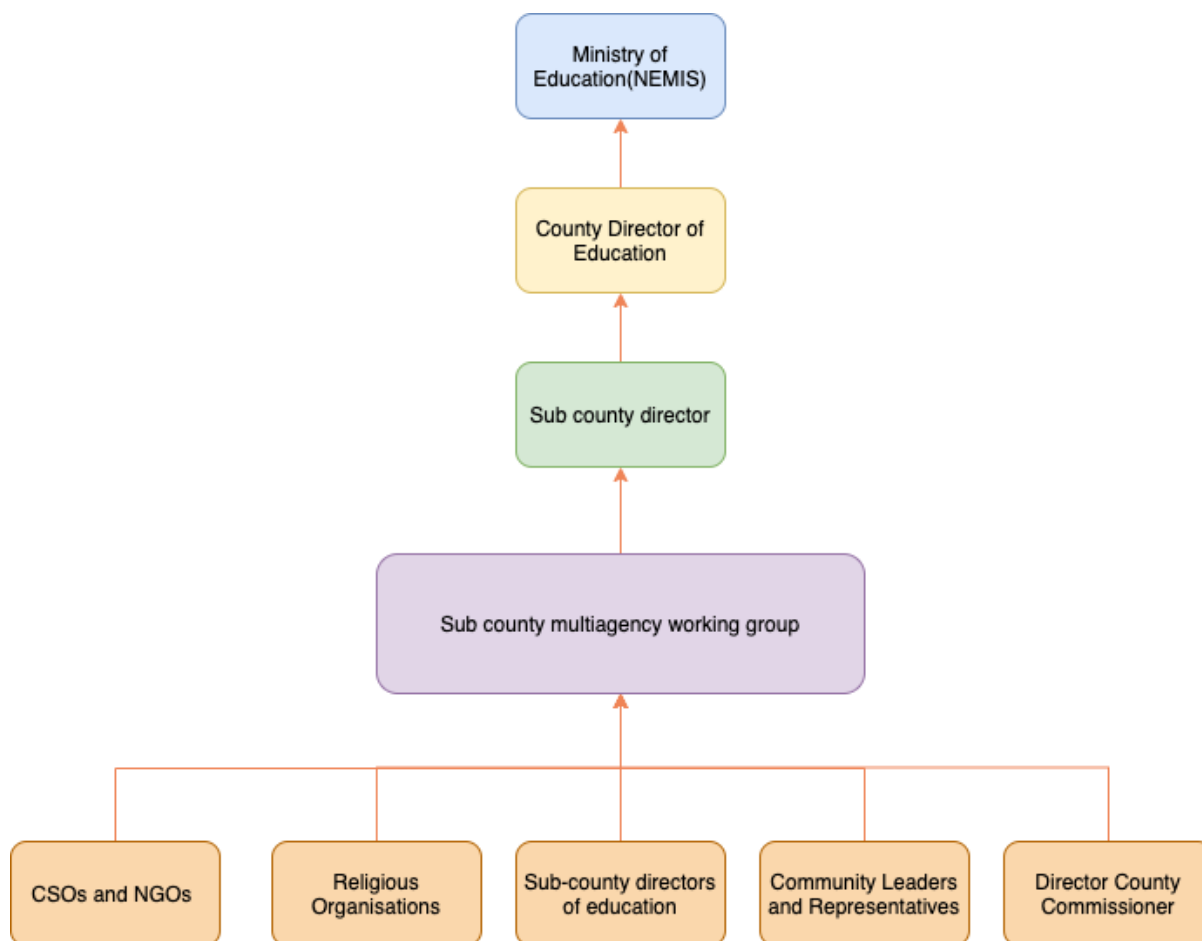 Ministry of
Education(NEMIS)
County Director of
Education
Sub county director
Sub county multiagency working group
CSOs and NGOs
Religious
Organisations
Sub-county directors
of education
Community Leaders
and Representatives
Director County
Commissioner